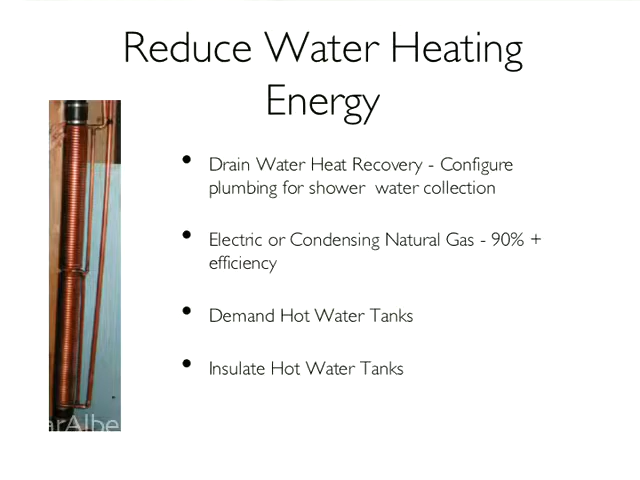 Reduce Water Heating
Energy
• Drain Water Heat Recovery - Configure
plumbing for shower water collection
• Electric or Condensing Natural Gas - 90% +
efficiency
• Demand Hot Water Tanks
• Insulate Hot Water Tanks
arAlbe